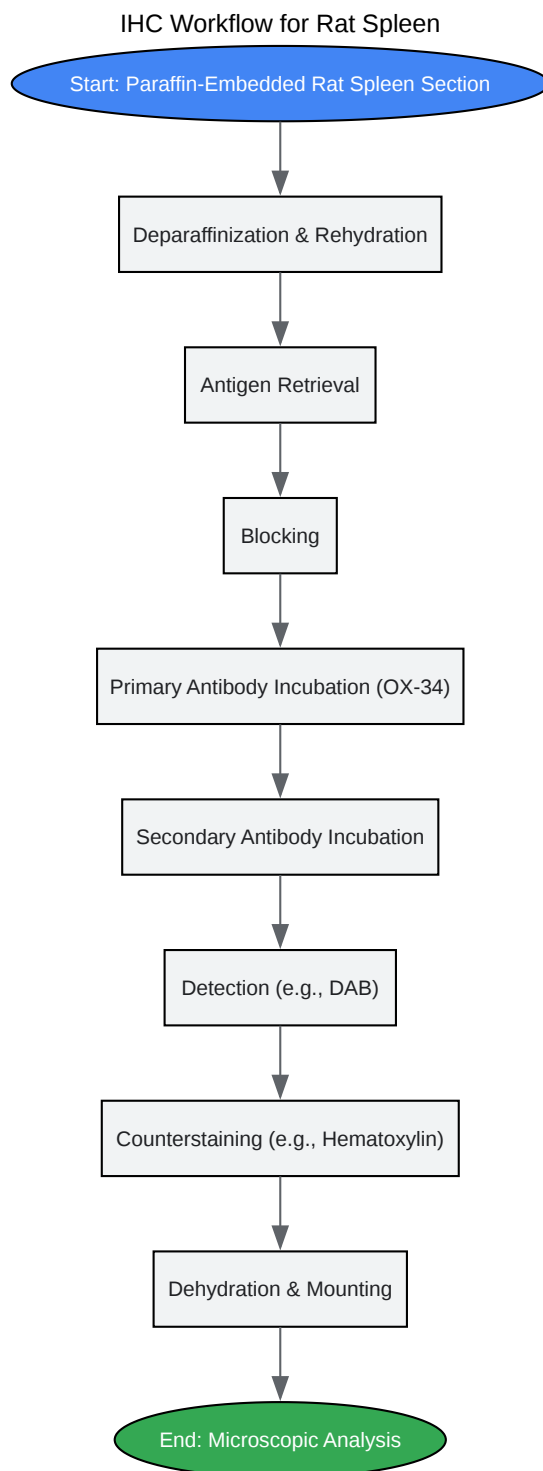 IHC Workflow for Rat Spleen
Start: Paraffin-Embedded Rat Spleen Section
Deparaffinization & Rehydration
Antigen Retrieval
Blocking
Primary Antibody Incubation (OX-34)
Secondary Antibody Incubation
Detection (e.g., DAB)
Counterstaining (e.g., Hematoxylin)
Dehydration & Mounting
End: Microscopic Analysis